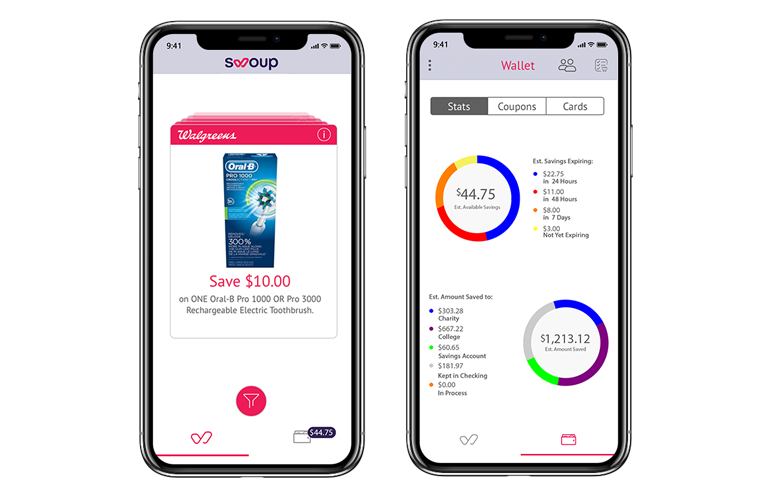 9:41
swoup
Walgreens
i
Oral-B
PRO 1000
300%
Save $10.00
on ONE Oral-B Pro 1000 OR Pro 3000
Rechargeable Electric Toothbrush.
$44.75
9:41
Wallet
Stats Coupons Cards
$44.75
Est. Available Savings
Est. Savings Expiring:
$22.75
in 24 Hours
$11.00
in 48 Hours
$8.00
in 7 Days
$3.00
Not Yet Expiring
Est. Amount Saved to:
$303.28
Charity
$667.22
College
$60.65
Savings Account
$181.97
Kept in Checking
$0.00
In Process
$1,213.12
Est. Amount Saved